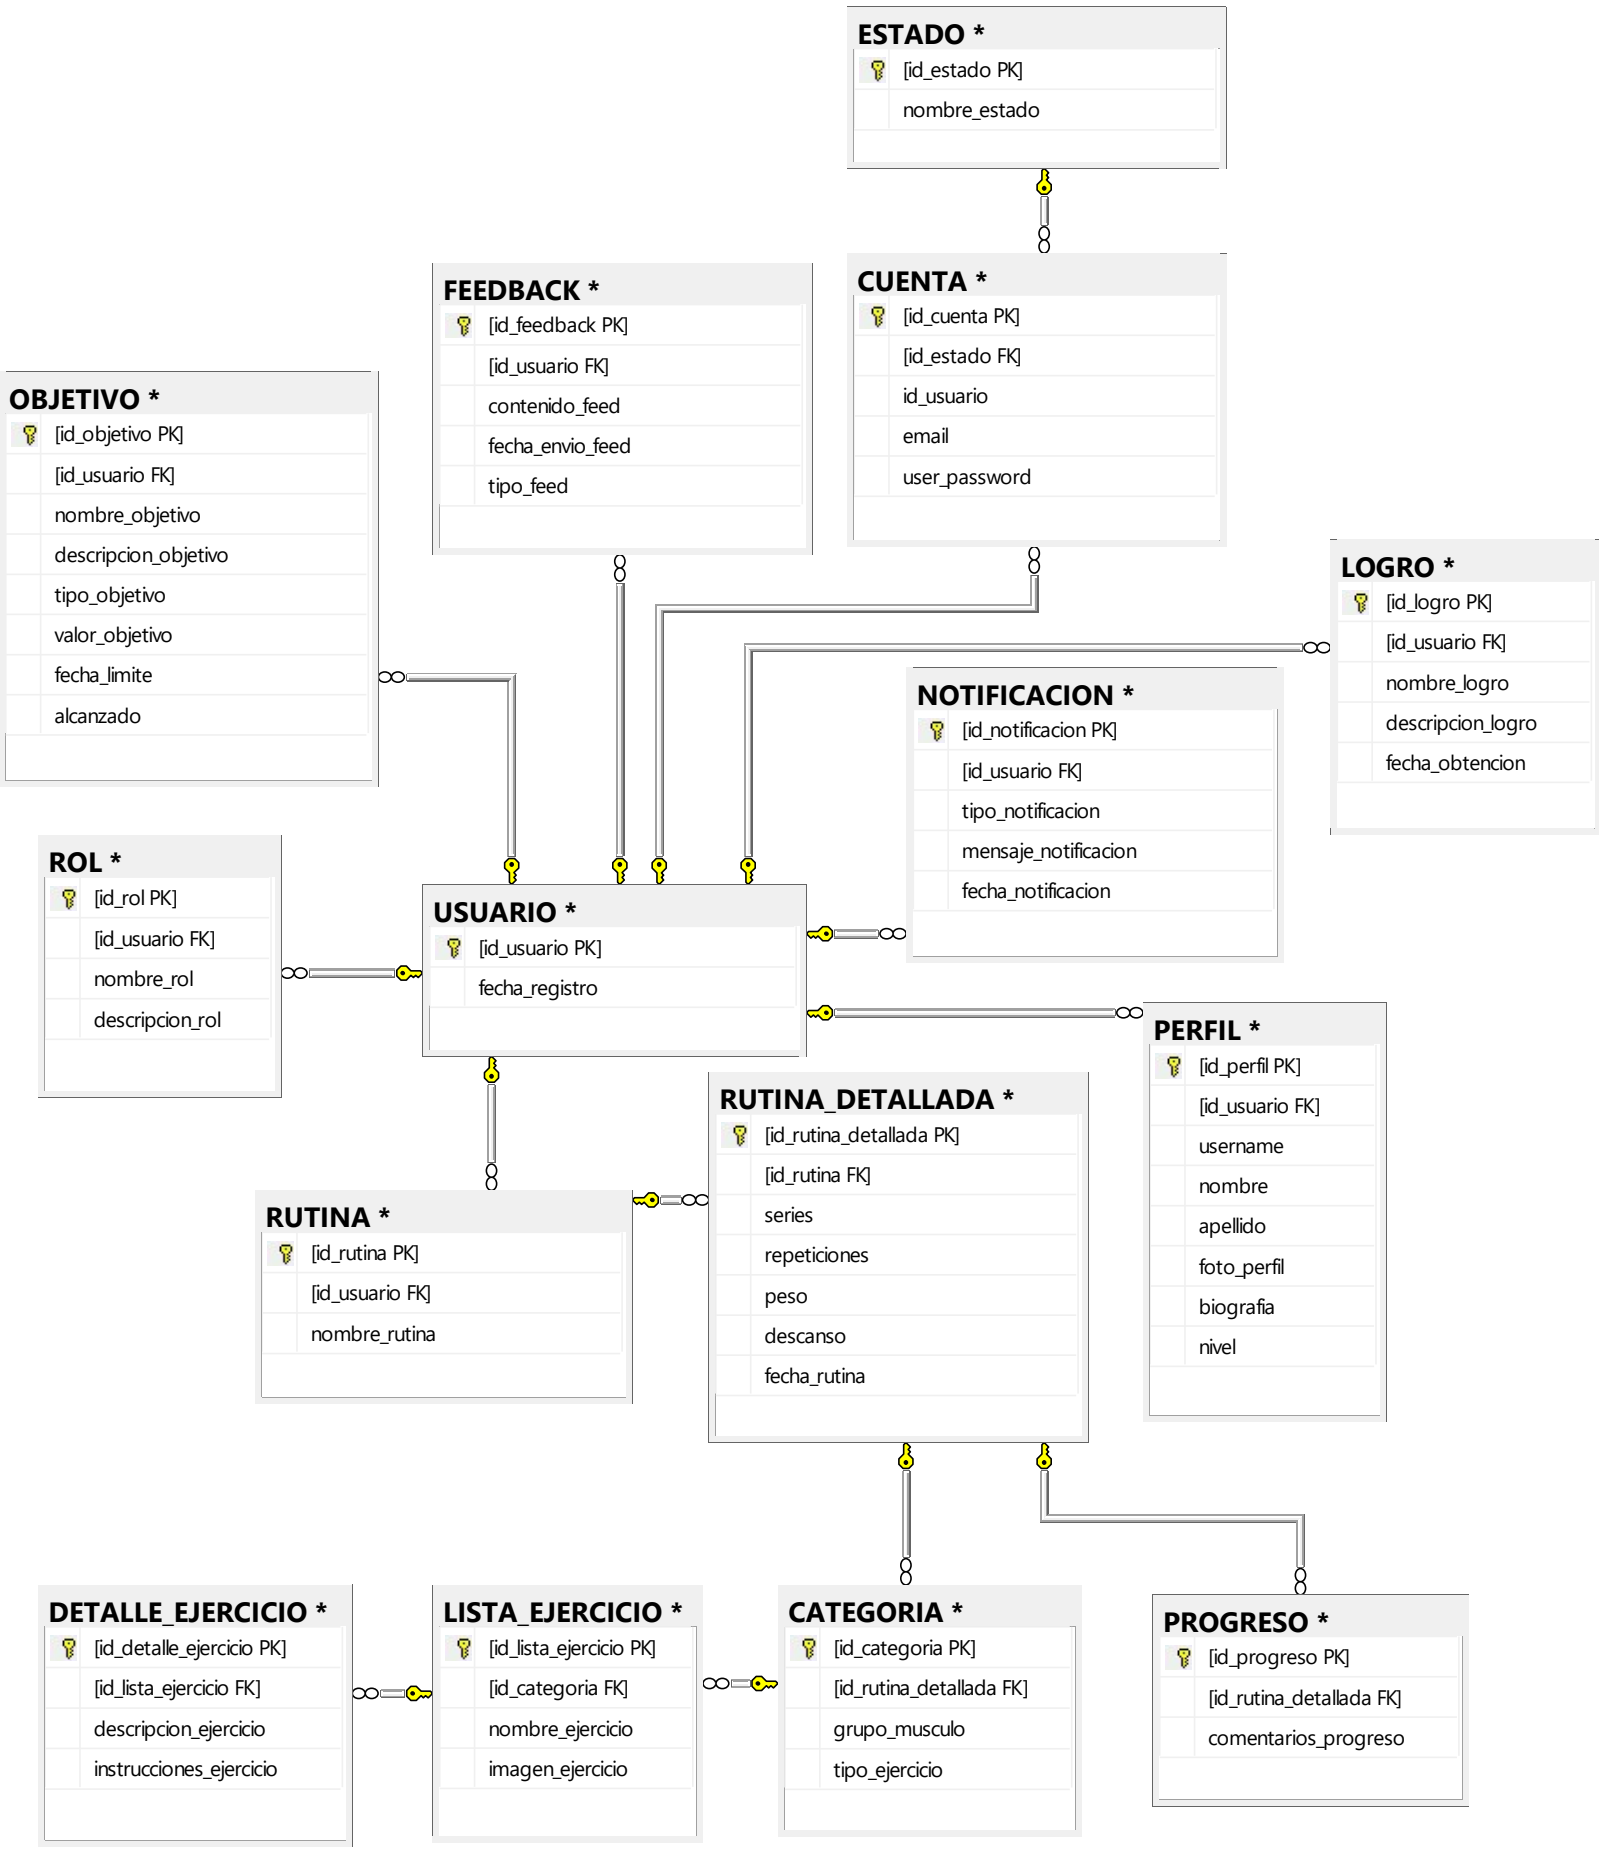 ESTADO *
[id_estado PK]
nombre_estado
FEEDBACK *
[id_feedback PK]
[id_usuario FK]
contenido_feed
fecha_envio_feed
tipo_feed
CUENTA *
[id_cuenta PK]
[id_estado FK]
id_usuario
email
user_password
OBJETIVO *
[id_objetivo PK]
[id_usuario FK]
nombre_objetivo
descripcion_objetivo
tipo_objetivo
valor_objetivo
fecha_limite
alcanzado
LOGRO *
[id_logro PK]
[id_usuario FK]
nombre_logro
descripcion_logro
fecha_obtencion
NOTIFICACION *
[id_notificacion PK]
[id_usuario FK]
tipo_notificacion
mensaje_notificacion
fecha_notificacion
ROL *
[id_rol PK]
[id_usuario FK]
nombre_rol
descripcion_rol
USUARIO *
[id_usuario PK]
fecha_registro
PERFIL *
[id_perfil PK]
[id_usuario FK]
username
nombre
apellido
foto_perfil
biografia
nivel
RUTINA_DETALLADA *
[id_rutina_detallada PK]
[id_rutina FK]
series
repeticiones
peso
descanso
fecha_rutina
RUTINA *
[id_rutina PK]
[id_usuario FK]
nombre_rutina
DETALLE_EJERCICIO *
[id_detalle_ejercicio PK]
[id_lista_ejercicio FK]
descripcion_ejercicio
instrucciones_ejercicio
LISTA_EJERCICIO *
[id_lista_ejercicio PK]
[id_categoria FK]
nombre_ejercicio
imagen_ejercicio
CATEGORIA *
[id_categoria PK]
[id_rutina_detallada FK]
grupo_musculo
tipo_ejercicio
PROGRESO *
[id_progreso PK]
[id_rutina_detallada FK]
comentarios_progreso